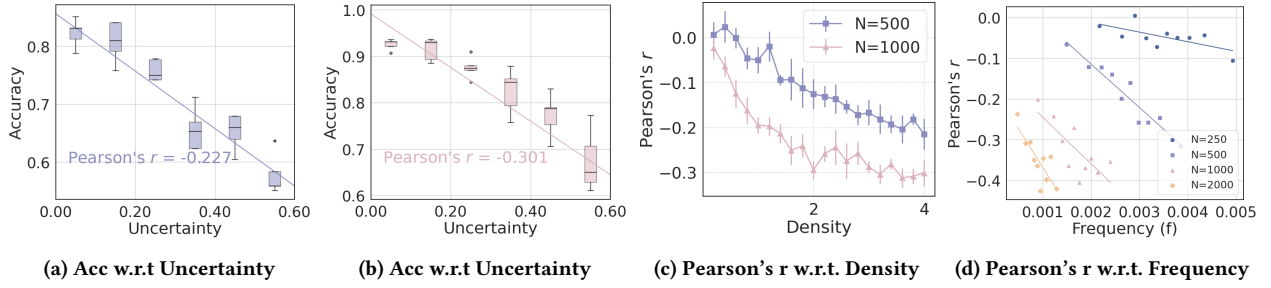 Accuracy
0.8
0.7
0.6
Pearson's r = -0.227
0.00
0.20
0.40
0.60
Uncertainty
(a) Acc w.r.t Uncertainty
Accuracy
1.0
0.9
0.8
0.7
0.6
Pearson's r = -0.301
0.00
0.20
0.40
0.60
Uncertainty
(b) Acc w.r.t Uncertainty
Pearson's r
0.0
−0.1
−0.2
−0.3
N=500
N=1000
2
4
Density
(c) Pearson's r w.r.t. Density
Pearson's r
−0.0
−0.1
−0.2
−0.3
−0.4
N=250
N=500
N=1000
N=2000
0.001
0.002
0.003
0.004
0.005
Frequency (f)
(d) Pearson's r w.r.t. Frequency